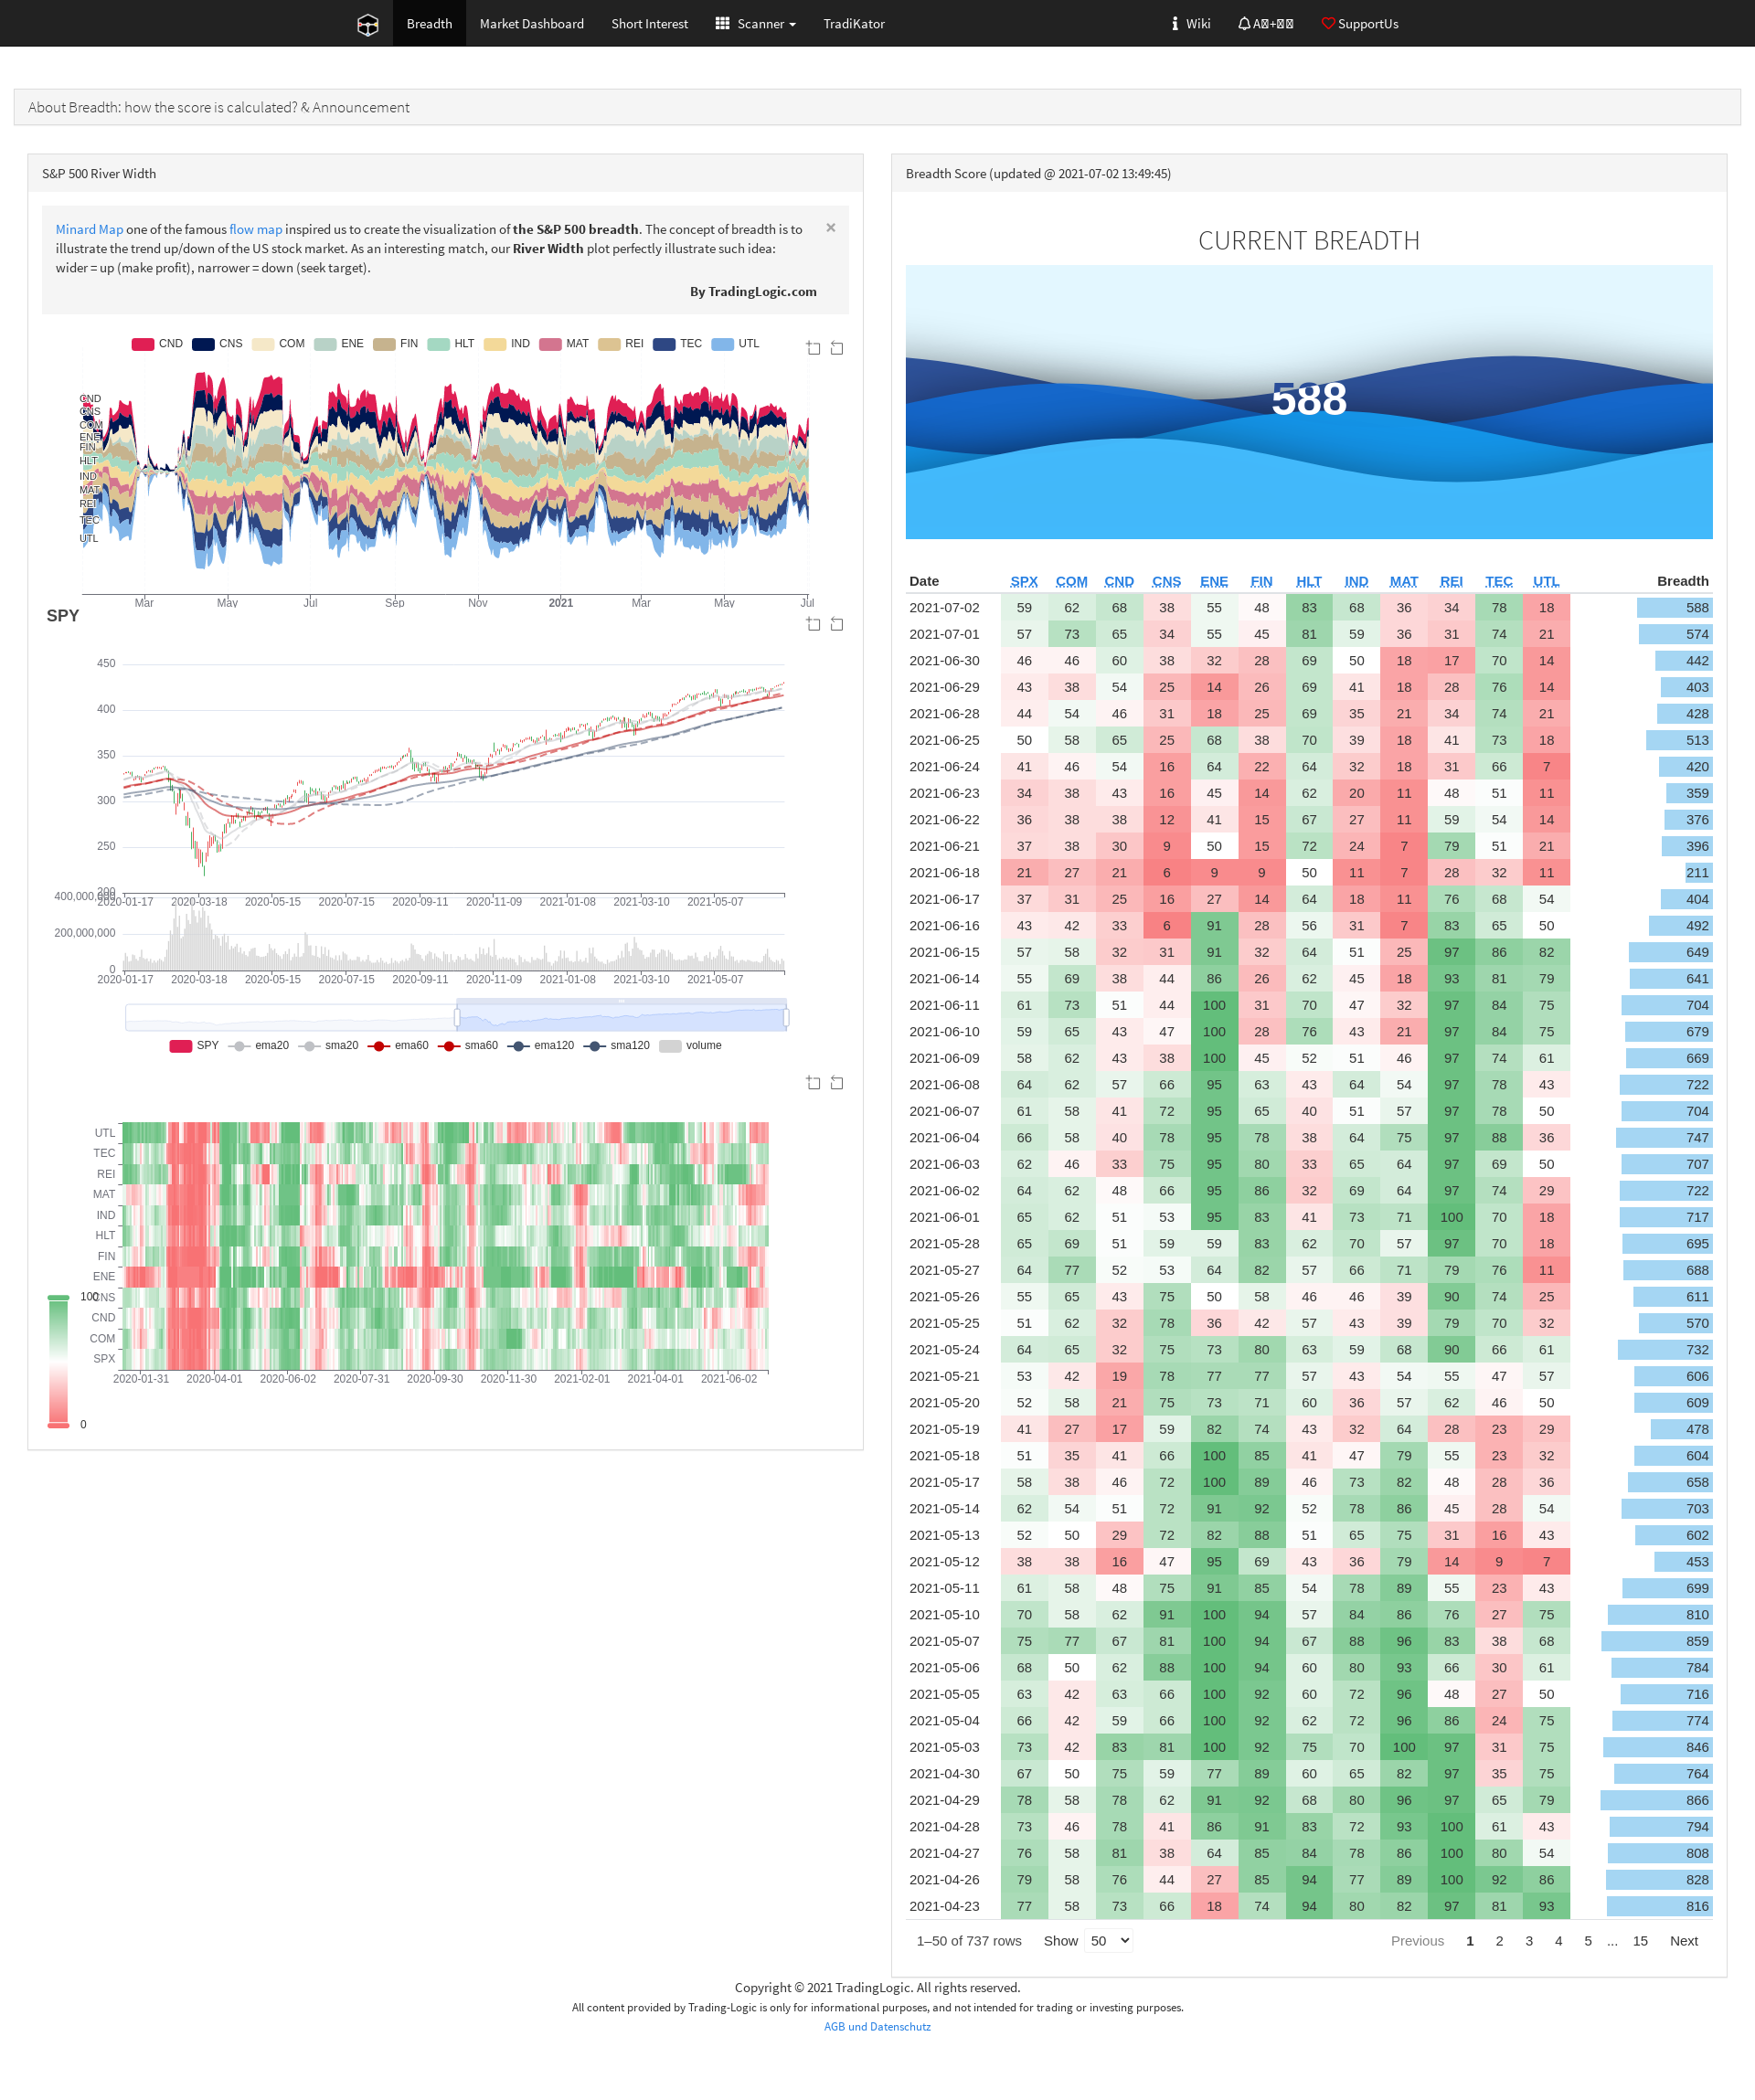 Breadth Market Dashboard Short Interest Scanner TradiKator Wiki SupportUs
About Breadth: how the score is calculated? & Announcement
S&P 500 River Width
Minard Map one of the famous flow map inspired us to create the visualization of the S&P 500 breadth. The concept of breadth is to
illustrate the trend up/down of the US stock market. As an interesting match, our River Width plot perfectly illustrate such idea:
wider = up (make profit), narrower = down (seek target).
×
By TradingLogic.com
CND CNS COM ENE FIN HLT IND MAT REI TEC UTL
CND
CNS
COM
ENE
FIN
HLT
IND
MAT
REI
TEC
UTL
Mar May Jul Sep Nov 2021 Mar May Jul
SPY
450
400
350
300
250
200
2020-01-17 2020-03-18 2020-05-15 2020-07-15 2020-09-11 2020-11-09 2021-01-08 2021-03-10 2021-05-07
400,000,000
200,000,000
0
2020-01-17 2020-03-18 2020-05-15 2020-07-15 2020-09-11 2020-11-09 2021-01-08 2021-03-10 2021-05-07
SPY ema20 sma20 ema60 sma60 ema120 sma120 volume
UTL
TEC
REI
MAT
IND
HLT
FIN
ENE
CNS
CND
COM
SPX
2020-01-31 2020-04-01 2020-06-02 2020-07-31 2020-09-30 2020-11-30 2021-02-01 2021-04-01 2021-06-02
100
0
Breadth Score (updated @ 2021-07-02 13:49:45)
CURRENT BREADTH
588
Date SPX COM CND CNS ENE FIN HLT IND MAT REI TEC UTL Breadth
2021-07-02 59 62 68 38 55 48 83 68 36 34 78 18 588
2021-07-01 57 73 65 34 55 45 81 59 36 31 74 21 574
2021-06-30 46 46 60 38 32 28 69 50 18 17 70 14 442
2021-06-29 43 38 54 25 14 26 69 41 18 28 76 14 403
2021-06-28 44 54 46 31 18 25 69 35 21 34 74 21 428
2021-06-25 50 58 65 25 68 38 70 39 18 41 73 18 513
2021-06-24 41 46 54 16 64 22 64 32 18 31 66 7 420
2021-06-23 34 38 43 16 45 14 62 20 11 48 51 11 359
2021-06-22 36 38 38 12 41 15 67 27 11 59 54 14 376
2021-06-21 37 38 30 9 50 15 72 24 7 79 51 21 396
2021-06-18 21 27 21 6 9 9 50 11 7 28 32 11 211
2021-06-17 37 31 25 16 27 14 64 18 11 76 68 54 404
2021-06-16 43 42 33 6 91 28 56 31 7 83 65 50 492
2021-06-15 57 58 32 31 91 32 64 51 25 97 86 82 649
2021-06-14 55 69 38 44 86 26 62 45 18 93 81 79 641
2021-06-11 61 73 51 44 100 31 70 47 32 97 84 75 704
2021-06-10 59 65 43 47 100 28 76 43 21 97 84 75 679
2021-06-09 58 62 43 38 100 45 52 51 46 97 74 61 669
2021-06-08 64 62 57 66 95 63 43 64 54 97 78 43 722
2021-06-07 61 58 41 72 95 65 40 51 57 97 78 50 704
2021-06-04 66 58 40 78 95 78 38 64 75 97 88 36 747
2021-06-03 62 46 33 75 95 80 33 65 64 97 69 50 707
2021-06-02 64 62 48 66 95 86 32 69 64 97 74 29 722
2021-06-01 65 62 51 53 95 83 41 73 71 100 70 18 717
2021-05-28 65 69 51 59 59 83 62 70 57 97 70 18 695
2021-05-27 64 77 52 53 64 82 57 66 71 79 76 11 688
2021-05-26 55 65 43 75 50 58 46 46 39 90 74 25 611
2021-05-25 51 62 32 78 36 42 57 43 39 79 70 32 570
2021-05-24 64 65 32 75 73 80 63 59 68 90 66 61 732
2021-05-21 53 42 19 78 77 77 57 43 54 55 47 57 606
2021-05-20 52 58 21 75 73 71 60 36 57 62 46 50 609
2021-05-19 41 27 17 59 82 74 43 32 64 28 23 29 478
2021-05-18 51 35 41 66 100 85 41 47 79 55 23 32 604
2021-05-17 58 38 46 72 100 89 46 73 82 48 28 36 658
2021-05-14 62 54 51 72 91 92 52 78 86 45 28 54 703
2021-05-13 52 50 29 72 82 88 51 65 75 31 16 43 602
2021-05-12 38 38 16 47 95 69 43 36 79 14 9 7 453
2021-05-11 61 58 48 75 91 85 54 78 89 55 23 43 699
2021-05-10 70 58 62 91 100 94 57 84 86 76 27 75 810
2021-05-07 75 77 67 81 100 94 67 88 96 83 38 68 859
2021-05-06 68 50 62 88 100 94 60 80 93 66 30 61 784
2021-05-05 63 42 63 66 100 92 60 72 96 48 27 50 716
2021-05-04 66 42 59 66 100 92 62 72 96 86 24 75 774
2021-05-03 73 42 83 81 100 92 75 70 100 97 31 75 846
2021-04-30 67 50 75 59 77 89 60 65 82 97 35 75 764
2021-04-29 78 58 78 62 91 92 68 80 96 97 65 79 866
2021-04-28 73 46 78 41 86 91 83 72 93 100 61 43 794
2021-04-27 76 58 81 38 64 85 84 78 86 100 80 54 808
2021-04-26 79 58 76 44 27 85 94 77 89 100 92 86 828
2021-04-23 77 58 73 66 18 74 94 80 82 97 81 93 816
1–50 of 737 rows Show 50 Previous 1 2 3 4 5 ... 15 Next
Copyright © 2021 TradingLogic. All rights reserved.
All content provided by Trading-Logic is only for informational purposes, and not intended for trading or investing purposes.
AGB und Datenschutz